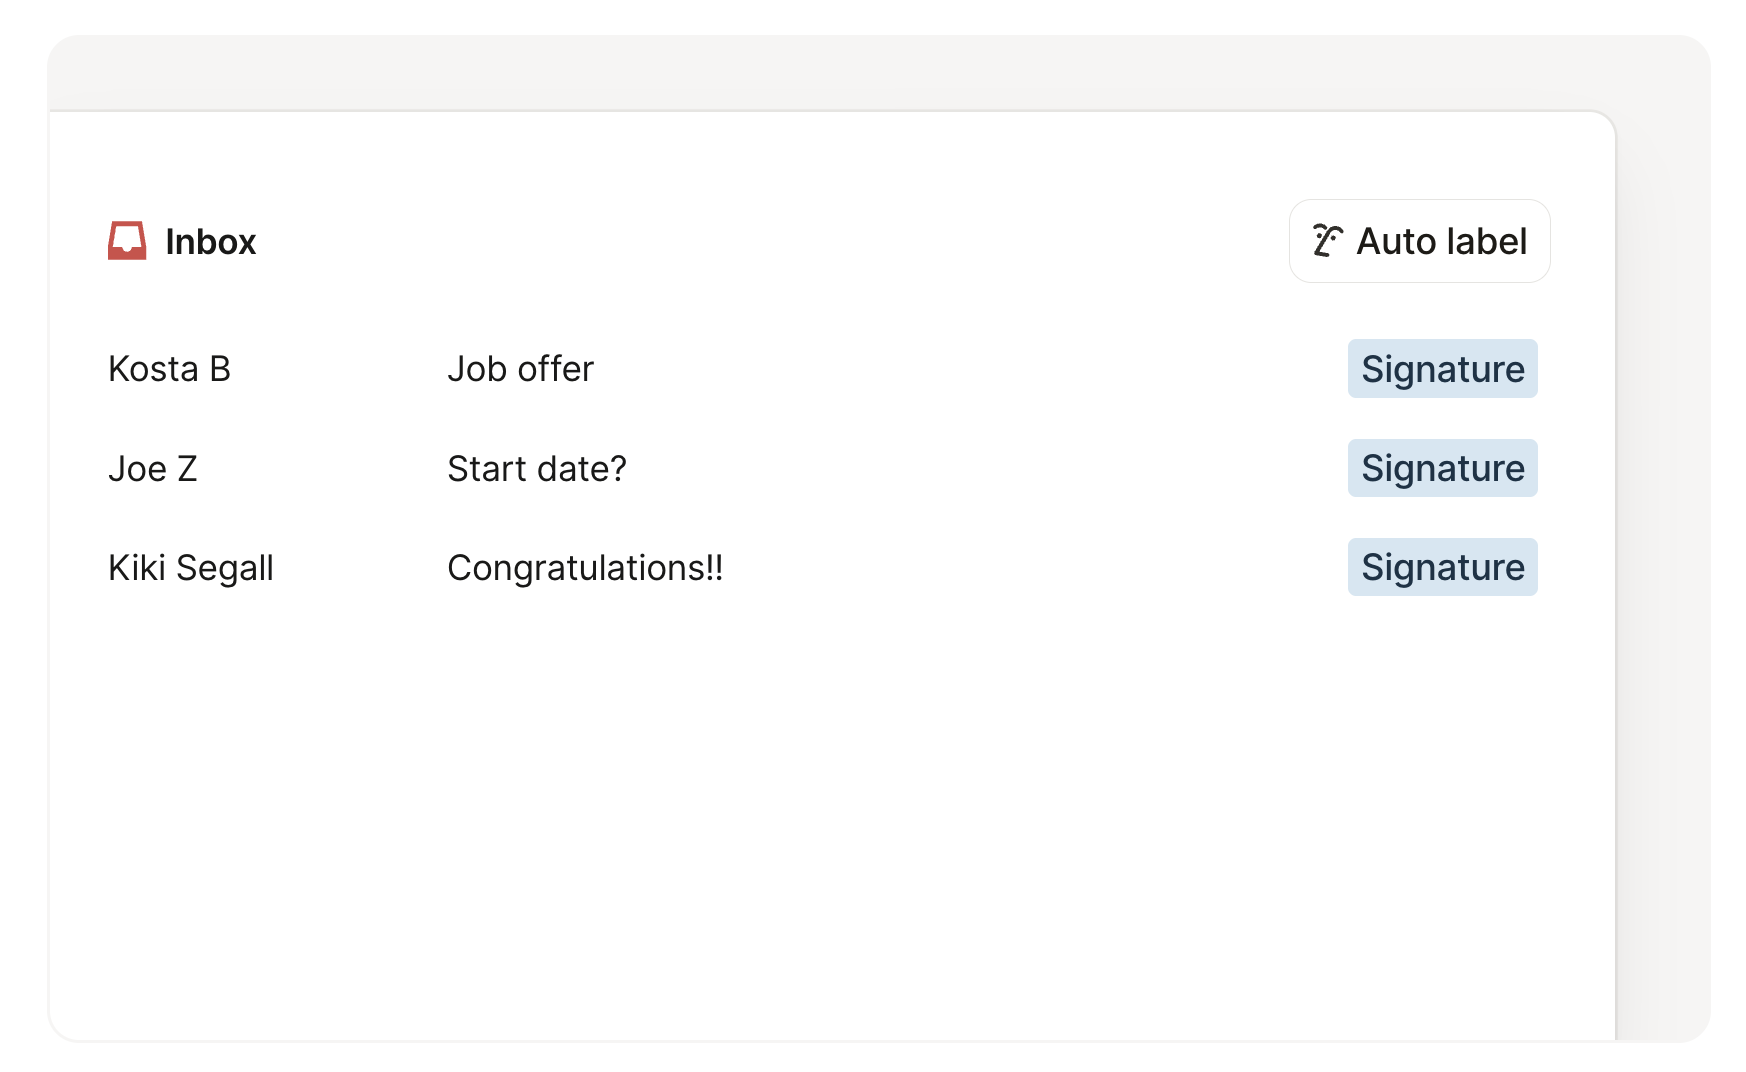 Inbox
Auto label
Kosta B Job offer Signature
Joe Z Start date? Signature
Kiki Segall Congratulations!! Signature